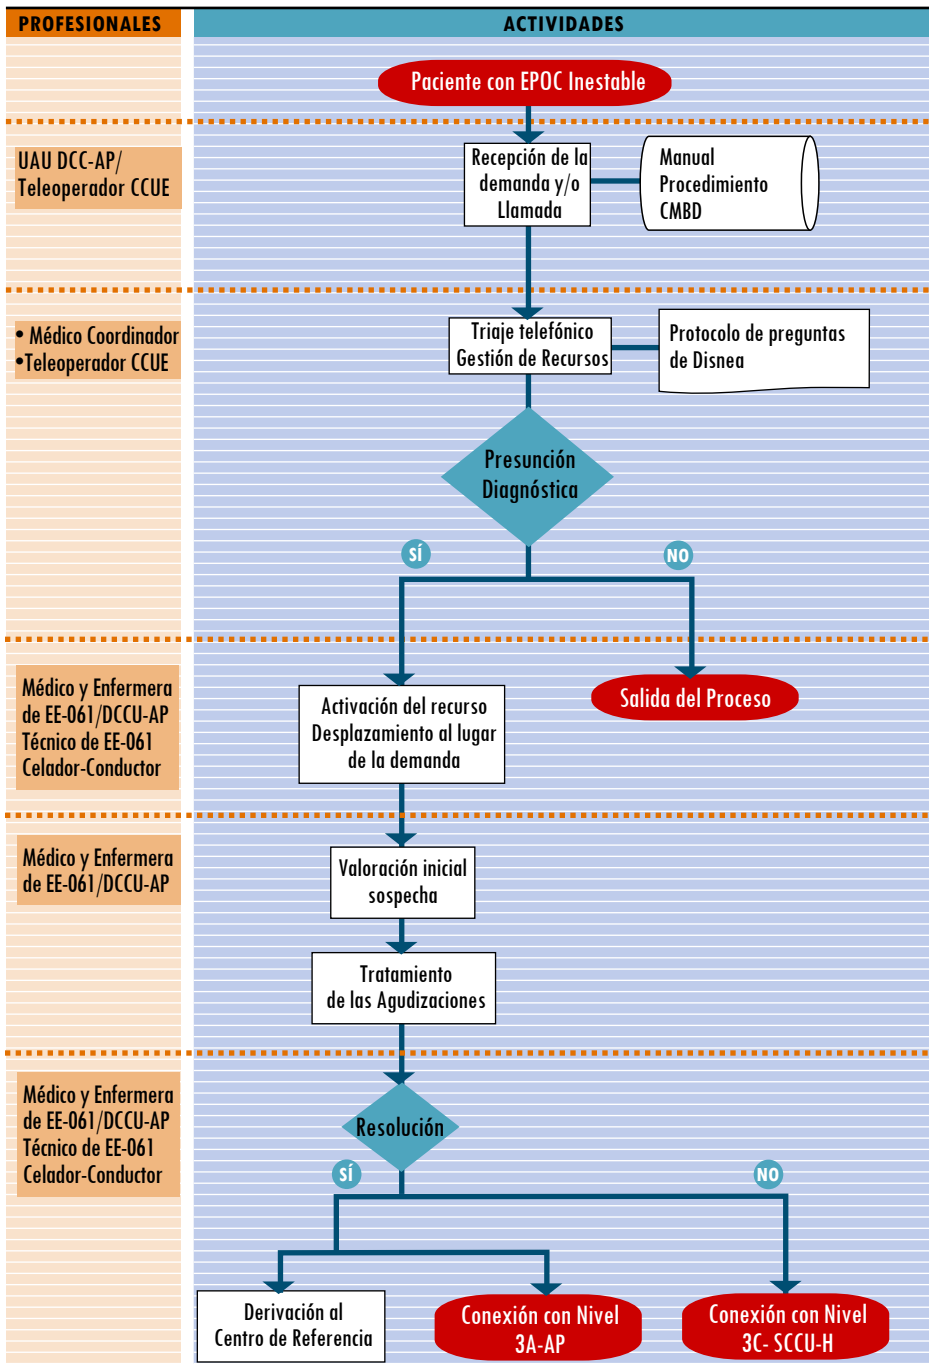 PROFESIONALES
ACTIVIDADES
Paciente con EPOC Inestable
UAU DCC-AP/
Teleoperador CCUE
Recepción de la
demanda y/o
Llamada
Manual
Procedimiento
CMBD
• Médico Coordinador
•Teleoperador CCUE
Triaje telefónico
Gestión de Recursos
Protocolo de preguntas
de Disnea
Presunción
Diagnóstica
SÍ
NO
Médico y Enfermera
de EE-061/DCCU-AP
Técnico de EE-061
Celador-Conductor
Activación del recurso
Desplazamiento al lugar
de la demanda
Salida del Proceso
Médico y Enfermera
de EE-061/DCCU-AP
Valoración inicial
sospecha
Tratamiento
de las Agudizaciones
Médico y Enfermera
de EE-061/DCCU-AP
Técnico de EE-061
Celador-Conductor
Resolución
SÍ
NO
Derivación al
Centro de Referencia
Conexión con Nivel
3A-AP
Conexión con Nivel
3C- SCCU-H